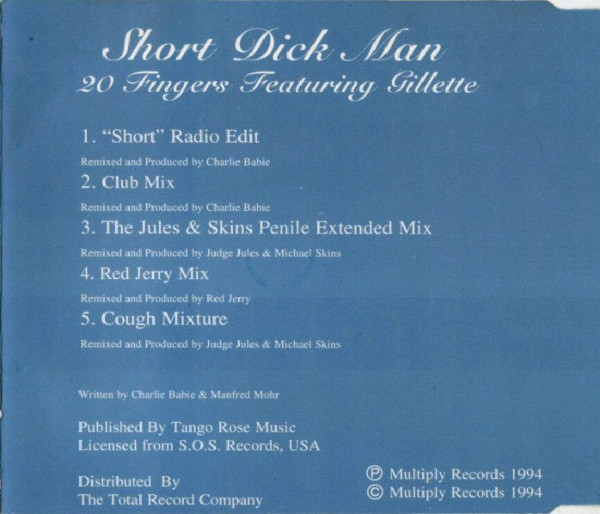 Short Dick Man
20 Fingers Featuring Gillette
1. “Short” Radio Edit
Remixed and Produced by Charlie Babie
2. Club Mix
Remixed and Produced by Charlie Babie
3. The Jules & Skins Penile Extended Mix
Remixed and Produced by Judge Jules & Michael Skins
4. Red Jerry Mix
Remixed and Produced by Red Jerry
5. Cough Mixture
Remixed and Produced by Judge Jules & Michael Skins
Written by Charlie Babie & Manfred Mohr
Published By Tango Rose Music
Licensed from S.O.S. Records, USA
Distributed By
The Total Record Company
℗ Multiply Records 1994
© Multiply Records 1994